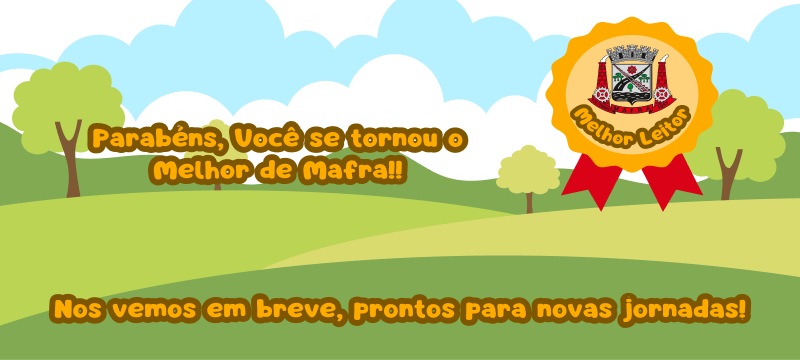 Parabéns, Você se tornou o
Melhor de Mafra!!
Melhor Leitor
Nos vemos em breve, prontos para novas jornadas!